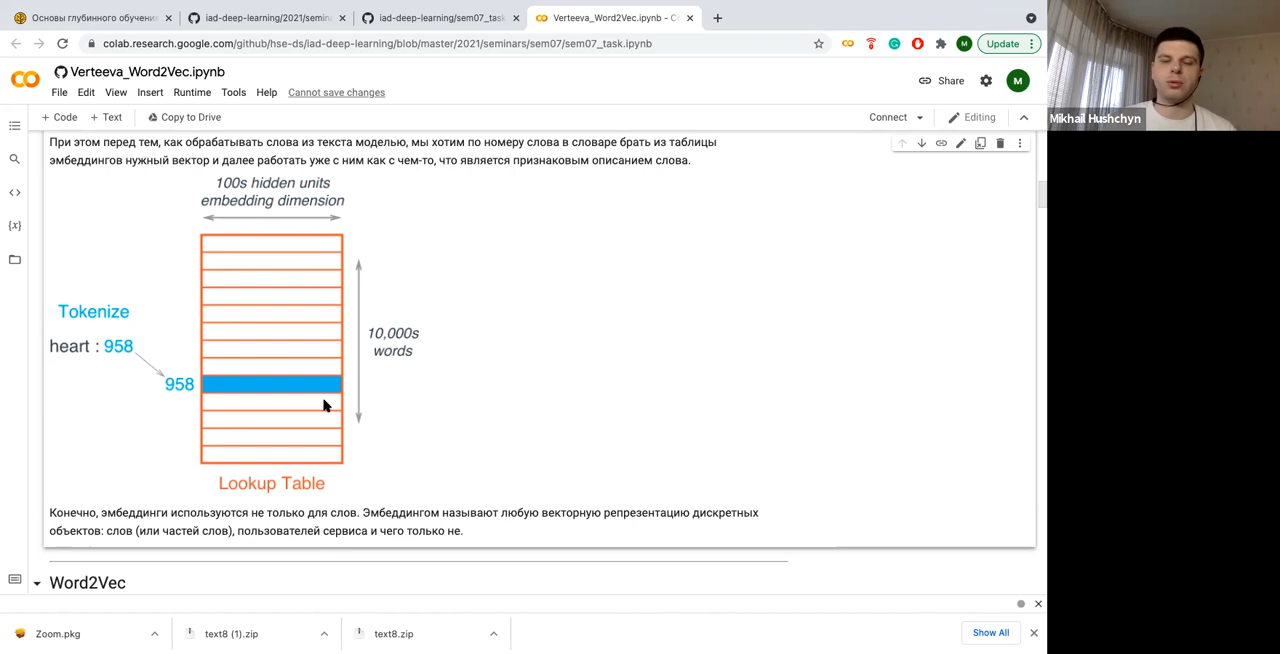 Основы глубинного обучения
iad-deep-learning/2021/semina
iad-deep-learning/sem07_task.
Verteeva_Word2Vec.ipynb - Co
colab.research.google.com/github/hse-ds/iad-deep-learning/blob/master/2021/seminars/sem07/sem07_task.ipynb
M
Update
Verteeva_Word2Vec.ipynb
Share
M
File Edit View Insert Runtime Tools Help Cannot save changes
Mikhail Hushchyn
+ Code + Text Copy to Drive
Connect
Editing
При этом перед тем, как обрабатывать слова из текста моделью, мы хотим по номеру слова в словаре брать из таблицы
эмбеддингов нужный вектор и далее работать уже с ним как с чем-то, что является признаковым описанием слова.
100s hidden units
embedding dimension
Tokenize
heart : 958
958
10,000s
words
Lookup Table
Конечно, эмбеддинги используются не только для слов. Эмбеддингом называют любую векторную репрезентацию дискретных
объектов: слов (или частей слов), пользователей сервиса и чего только не.
Word2Vec
Zoom.pkg
text8 (1).zip
text8.zip
Show All